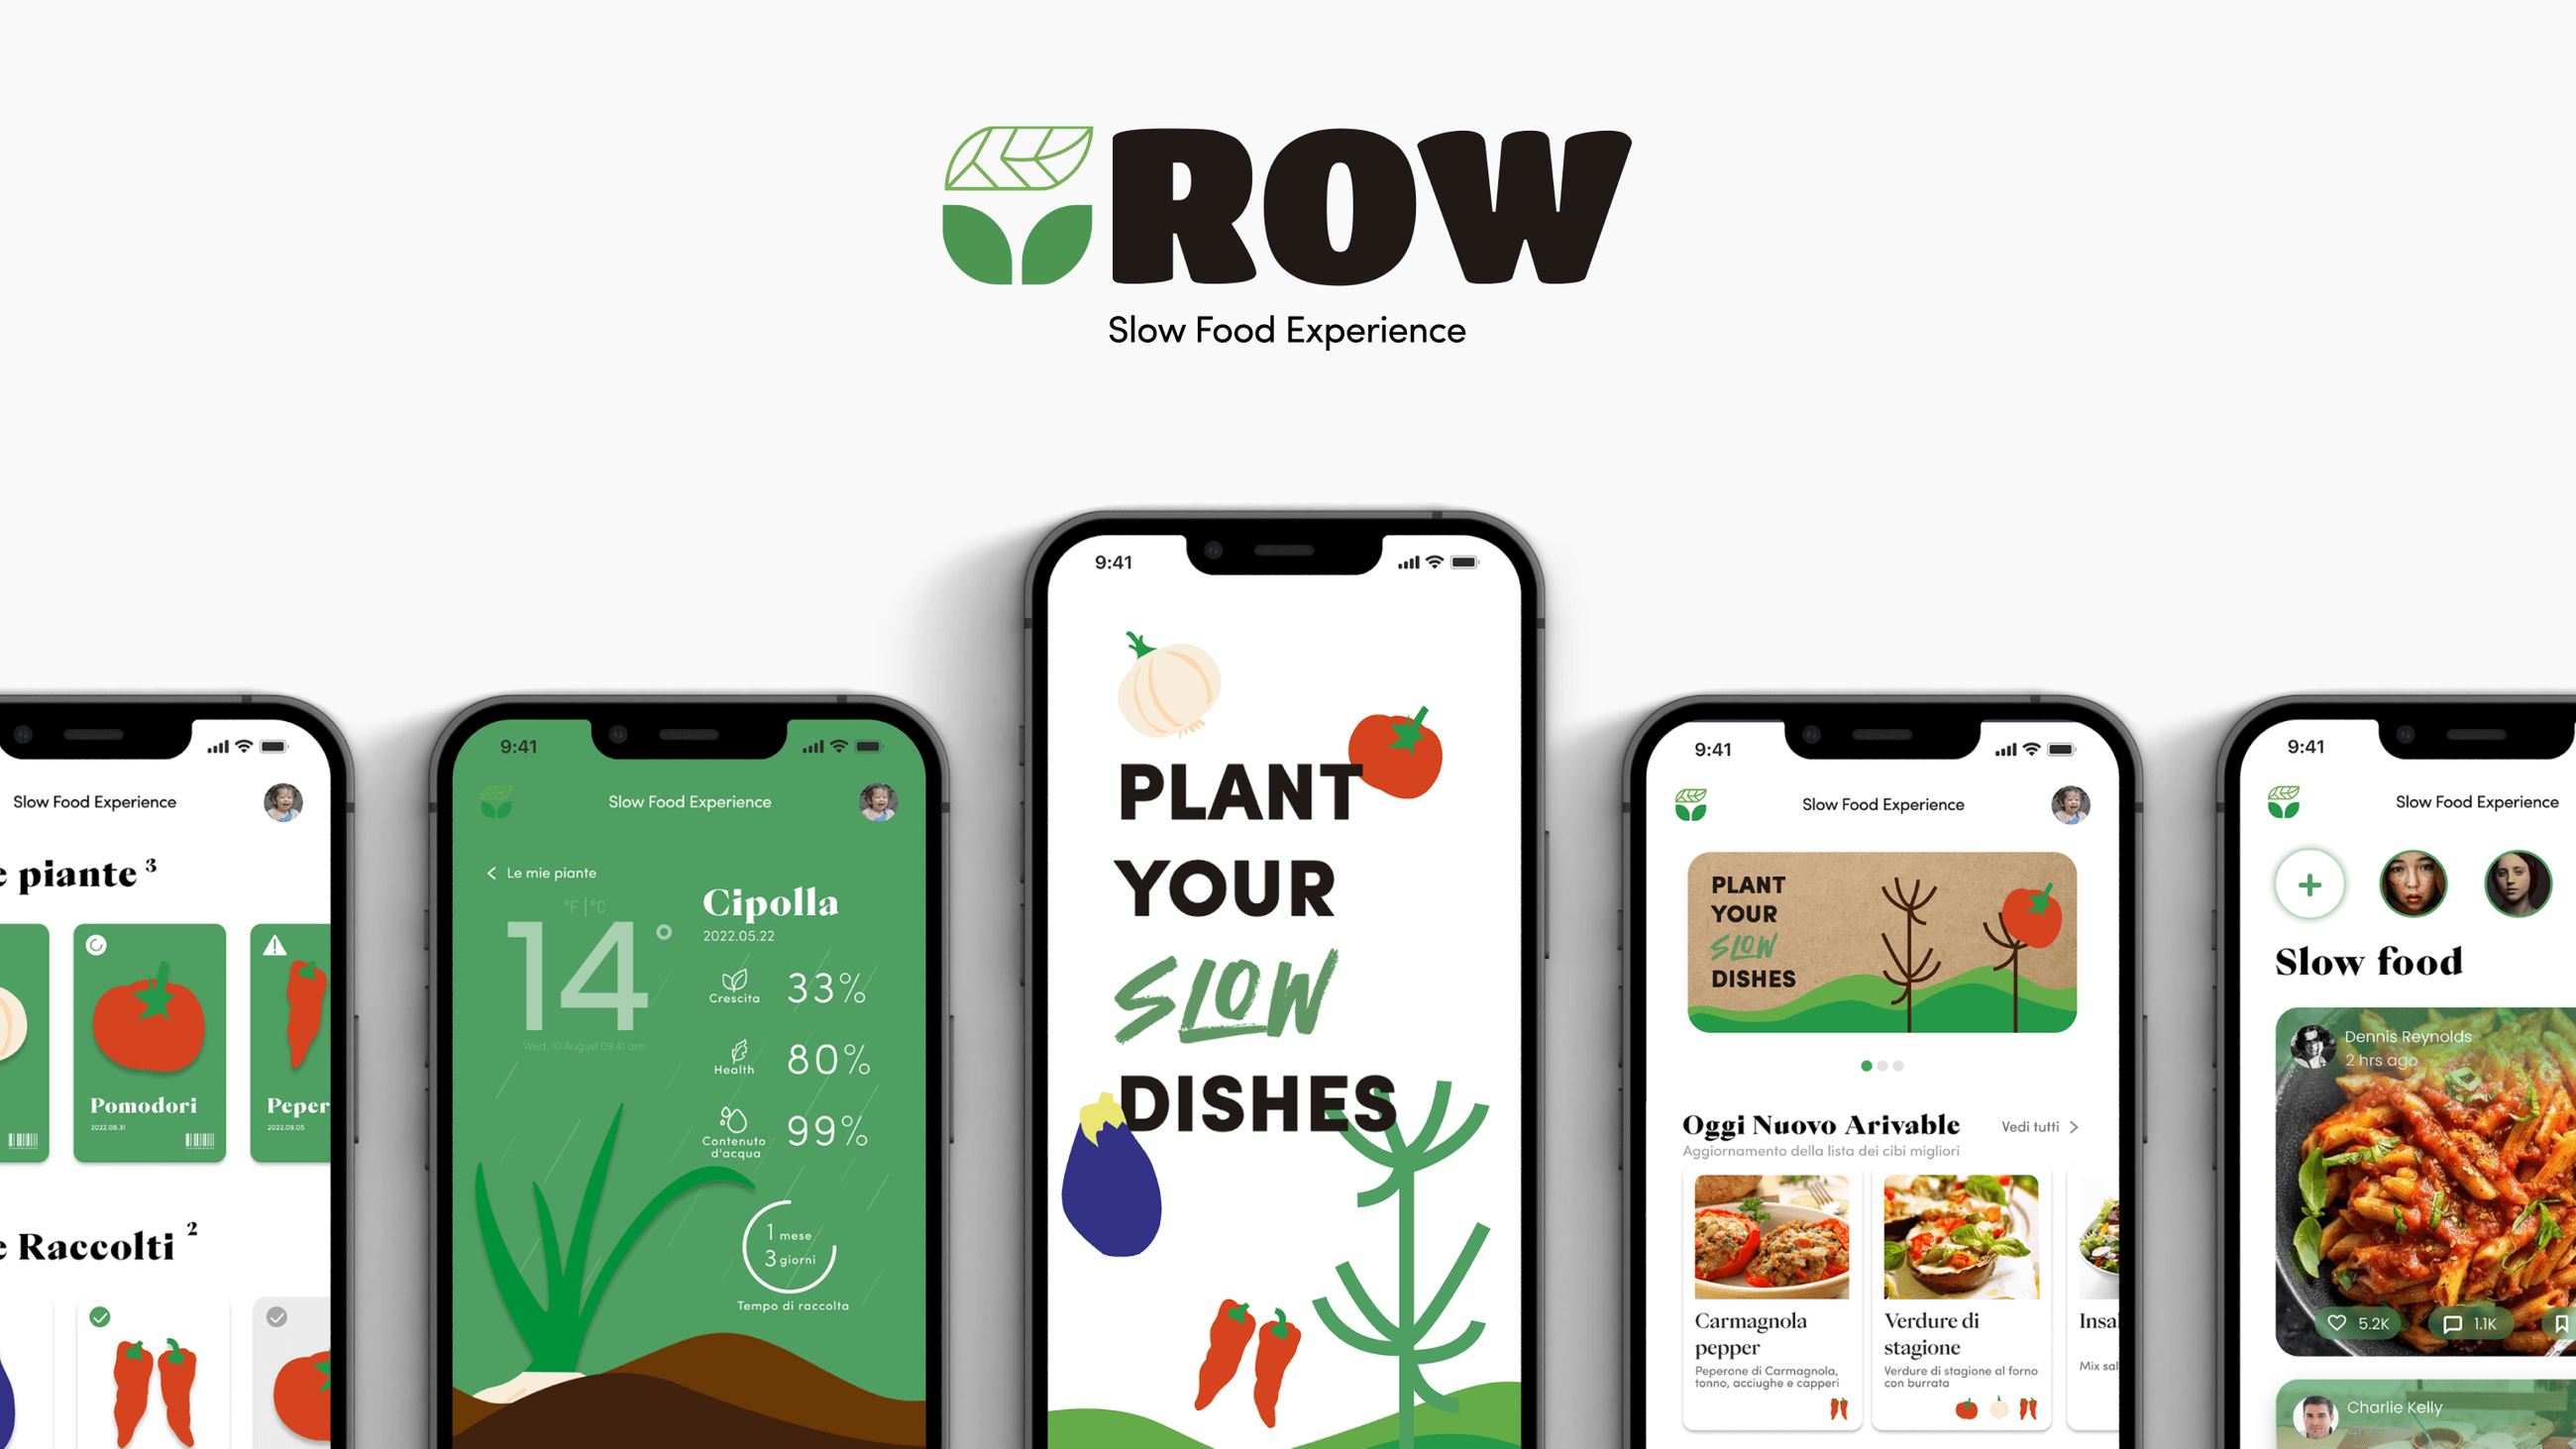 ROW
Slow Food Experience
Slow Food Experience
e piante 3
Pomodori
2022.08.31
Peper
2022.09.05
e Raccolti 2
9:41
Slow Food Experience
Le mie piante
°F | °C
14°
Wed, 10 August 09.41 am
Cipolla
2022.05.22
Crescita 33%
Health 80%
Contenuto
d'acqua 99%
1 mese
3 giorni
Tempo di raccolta
9:41
PLANT
YOUR
SLOW
DISHES
9:41
Slow Food Experience
PLANT
YOUR
SLOW
DISHES
Oggi Nuovo Arivable
Vedi tutti
Aggiornamento della lista dei cibi migliori
Carmagnola
pepper
Peperone di Carmagnola,
tonno, acciughe e capperi
Verdure di
stagione
Verdure di stagione al forno
con burrata
Insal
Mix sal
9:41
Slow Food Experience
Slow food
Dennis Reynolds
2 hrs ago
5.2K
1.1K
Charlie Kelly